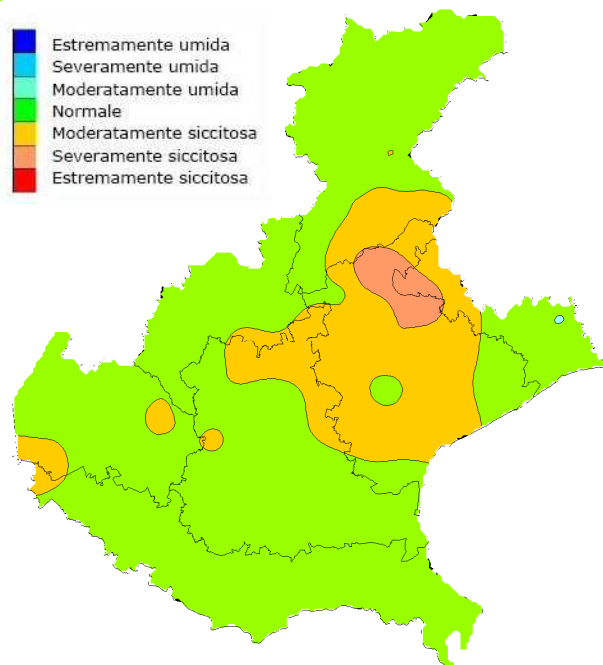 Estremamente umida
Severamente umida
Moderatamente umida
Normale
Moderatamente siccitosa
Severamente siccitosa
Estremamente siccitosa